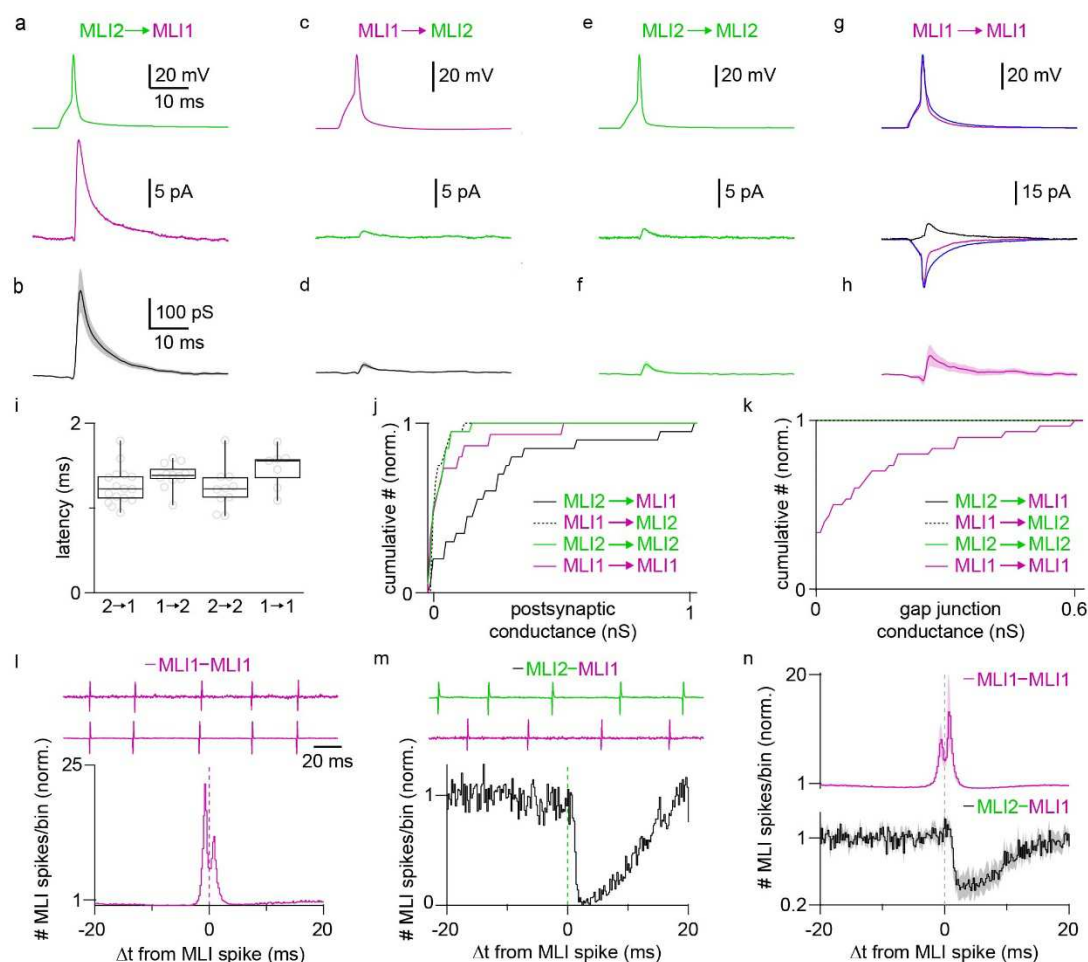 a
MLI2→MLI1
20 mV
10 ms
5 pA
c
MLI1→MLI2
20 mV
5 pA
e
MLI2→MLI2
20 mV
5 pA
g
MLI1→MLI1
20 mV
15 pA
b
100 pS
10 ms
d
f
h
i
2
latency (ms)
0
2→1
1→2
2→2
1→1
j
1
cumulative # (norm.)
0
MLI2→MLI1
MLI1→MLI2
MLI2→MLI2
MLI1→MLI1
0
1
postsynaptic
conductance (nS)
k
1
cumulative # (norm.)
0
MLI2→MLI1
MLI1→MLI2
MLI2→MLI2
MLI1→MLI1
0
0.6
gap junction
conductance (nS)
l
–MLI1–MLI1
20 ms
25
# MLI spikes/bin (norm.)
1
-20
0
20
Δt from MLI spike (ms)
m
–MLI2–MLI1
1
# MLI spikes/bin (norm.)
0
-20
0
20
Δt from MLI spike (ms)
n
20
–MLI1–MLI1
1
–MLI2–MLI1
1
# MLI spikes/bin (norm.)
0.2
-20
0
20
Δt from MLI spike (ms)